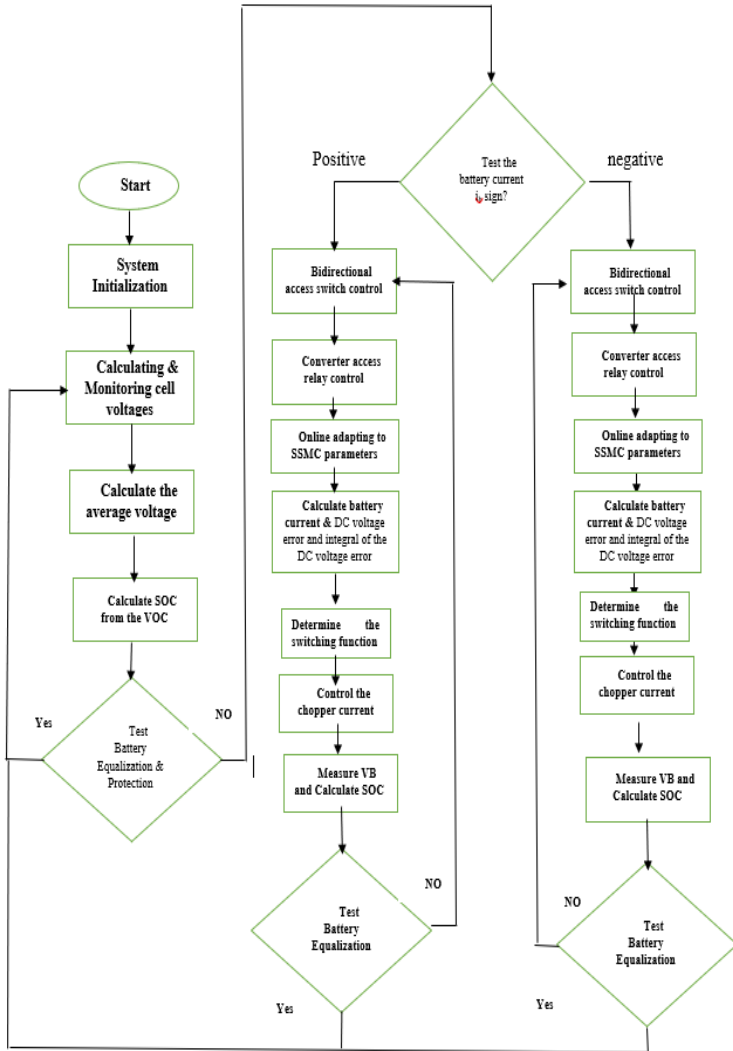 Start
System
Initialization
Calculating &
Monitoring cell
voltages
Calculate the
average voltage
Calculate SOC
from the VOC
Yes
NO
Test
Battery
Equalization &
Protection
Test the
battery current
sign?
Positive
negative
Bidirectional
access switch control
Converter access
relay control
Online adapting to
SSMC parameters
Calculate battery
current & DC voltage
error and integral of the
DC voltage error
Determine the
switching function
Control the
chopper current
Measure VB
and Calculate SOC
NO
Test
Battery
Equalization
Yes
Bidirectional
access switch control
Converter access
relay control
Online adapting to
SSMC parameters
Calculate battery
current & DC voltage
error and integral of the
DC voltage error
Determine the
switching function
Control the
chopper current
Measure VB and
Calculate SOC
NO
Test
Battery
Equalization
Yes